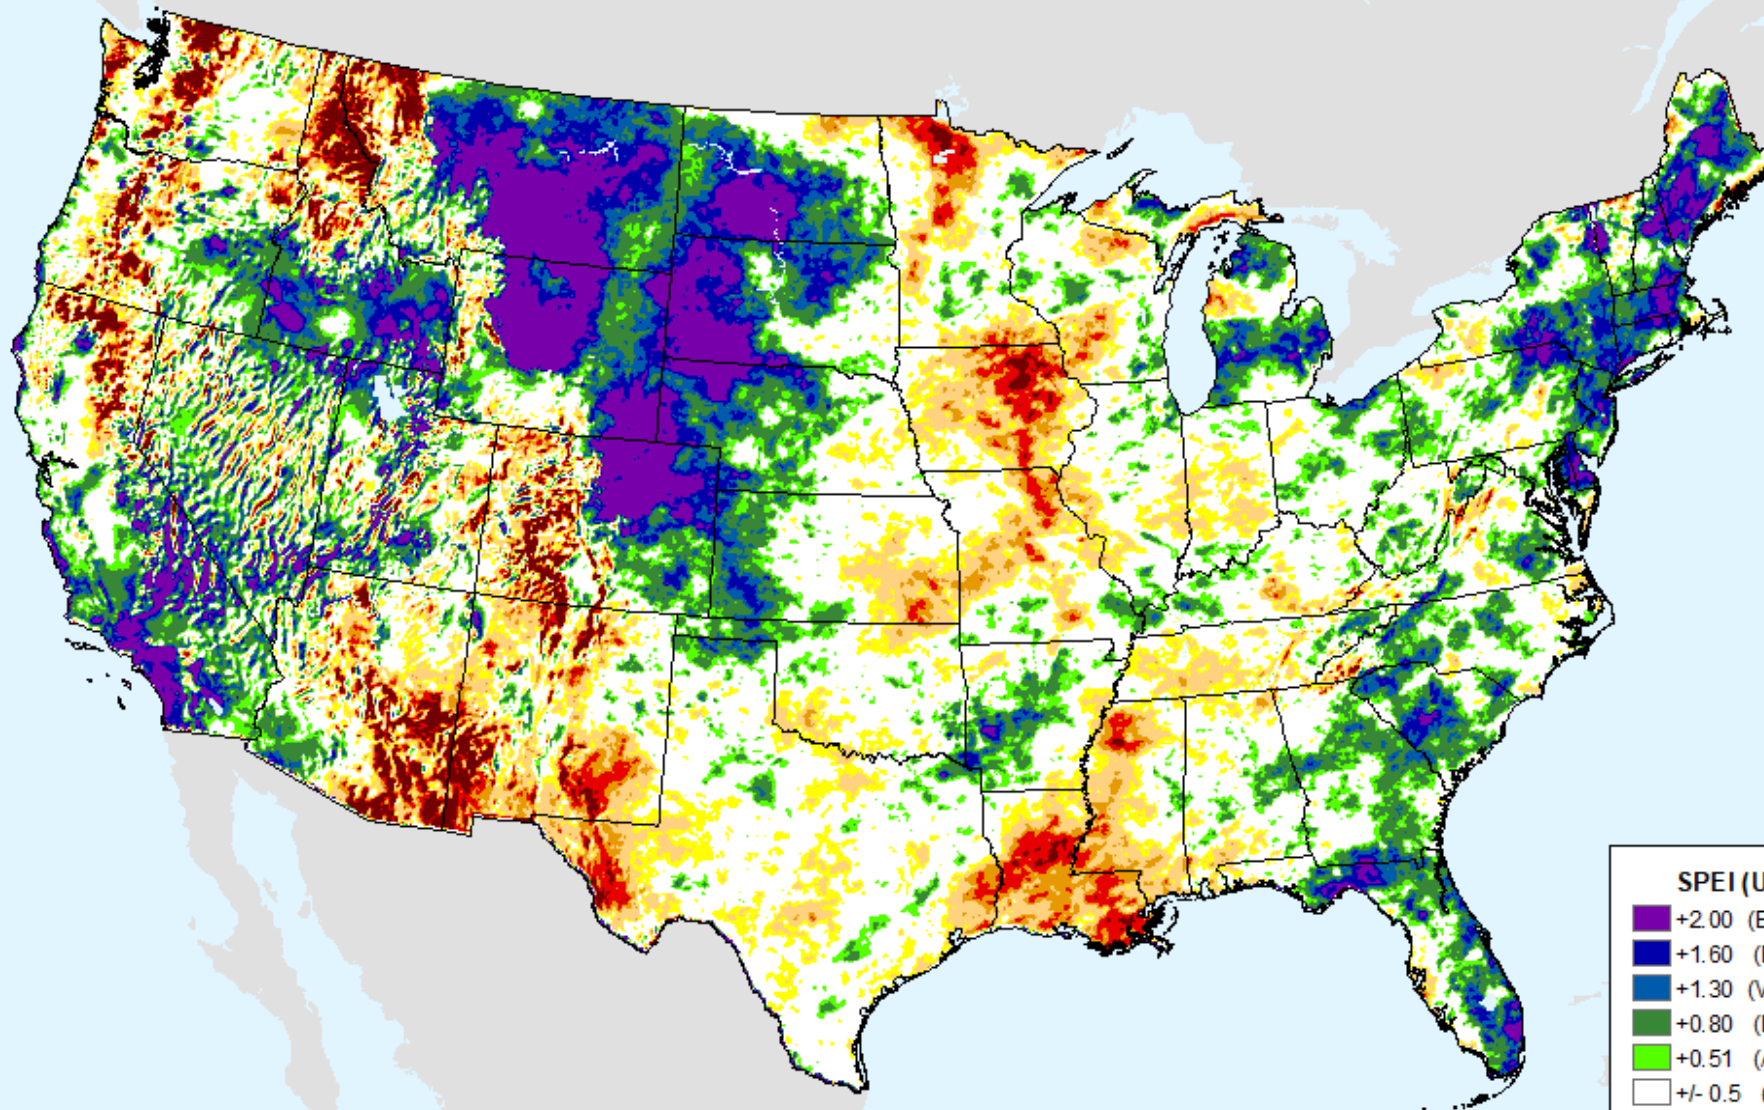 SPEI (U
+2.00 (E
+1.60 (
+1.30 (V
+0.80 (
+0.51 (
+/- 0.5 (